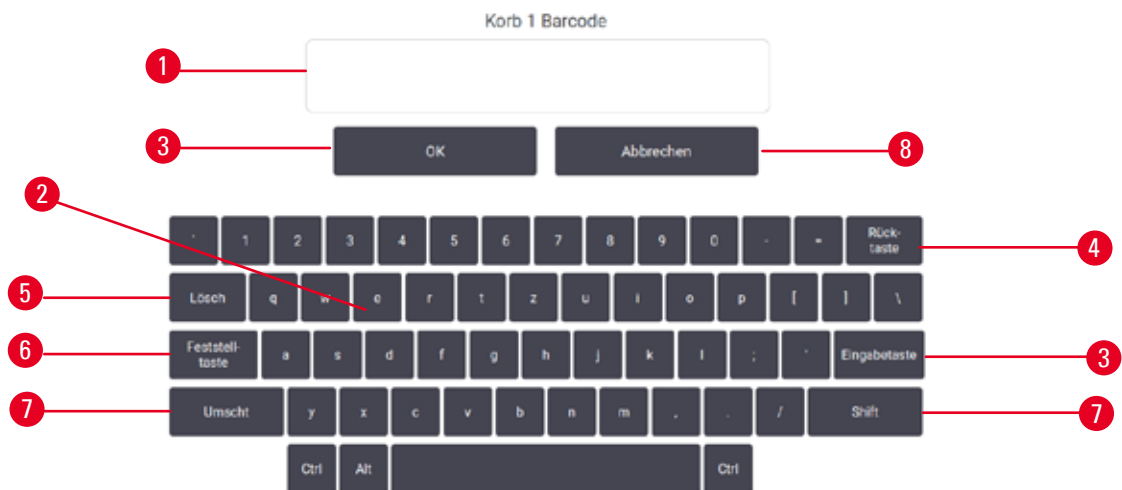 Korb 1 Barcode
1
3 OK Abbrechen 8
2
` 1 2 3 4 5 6 7 8 9 0 - = Rück-
taste 4
5 Lösch q w e r t z u i o p [ ] \
6 Feststell-
taste a s d f g h j k l ; ' Eingabetaste 3
7 Umscht y x c v b n m , . / Shift 7
Ctrl Alt Ctrl